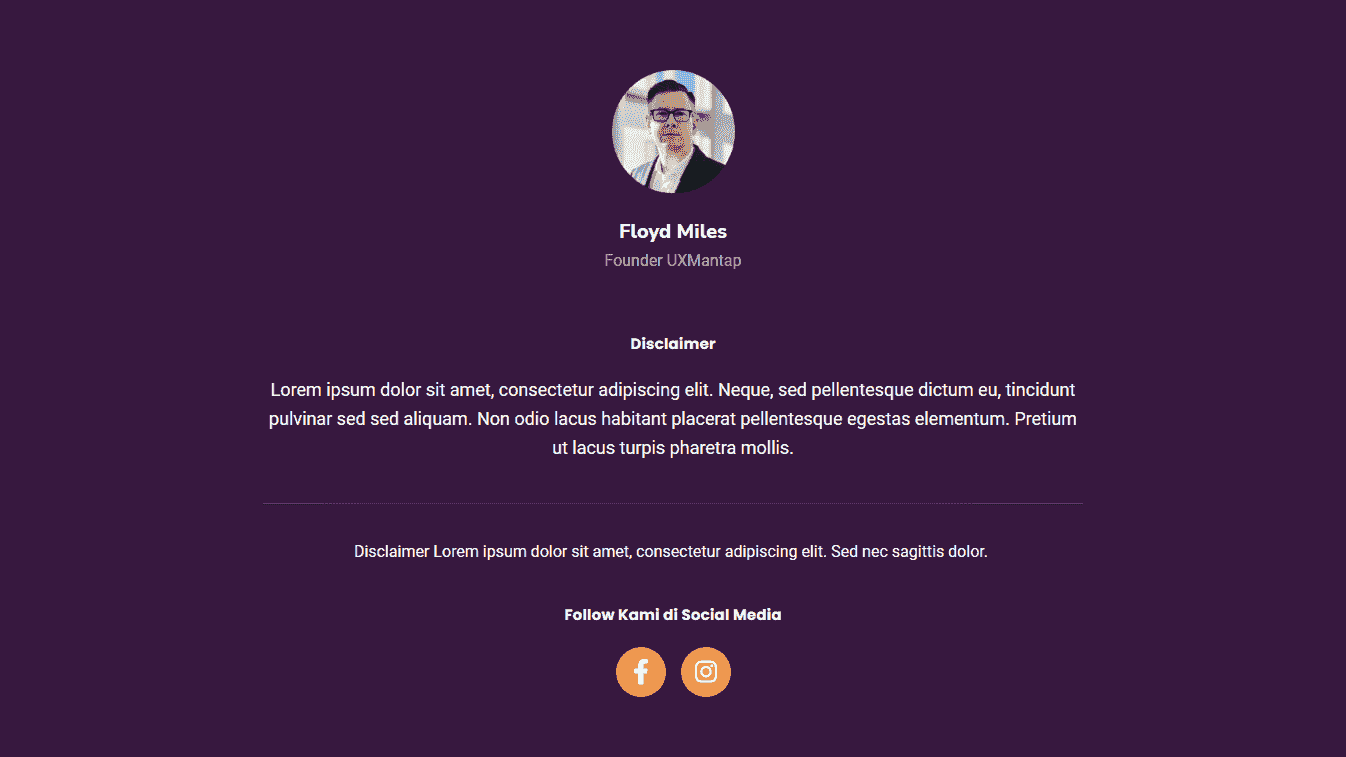 Floyd Miles
Founder UXMantap
Disclaimer
Lorem ipsum dolor sit amet, consectetur adipiscing elit. Neque, sed pellentesque dictum eu, tincidunt
pulvinar sed sed aliquam. Non odio lacus habitant placerat pellentesque egestas elementum. Pretium
ut lacus turpis pharetra mollis.
Disclaimer Lorem ipsum dolor sit amet, consectetur adipiscing elit. Sed nec sagittis dolor.
Follow Kami di Social Media